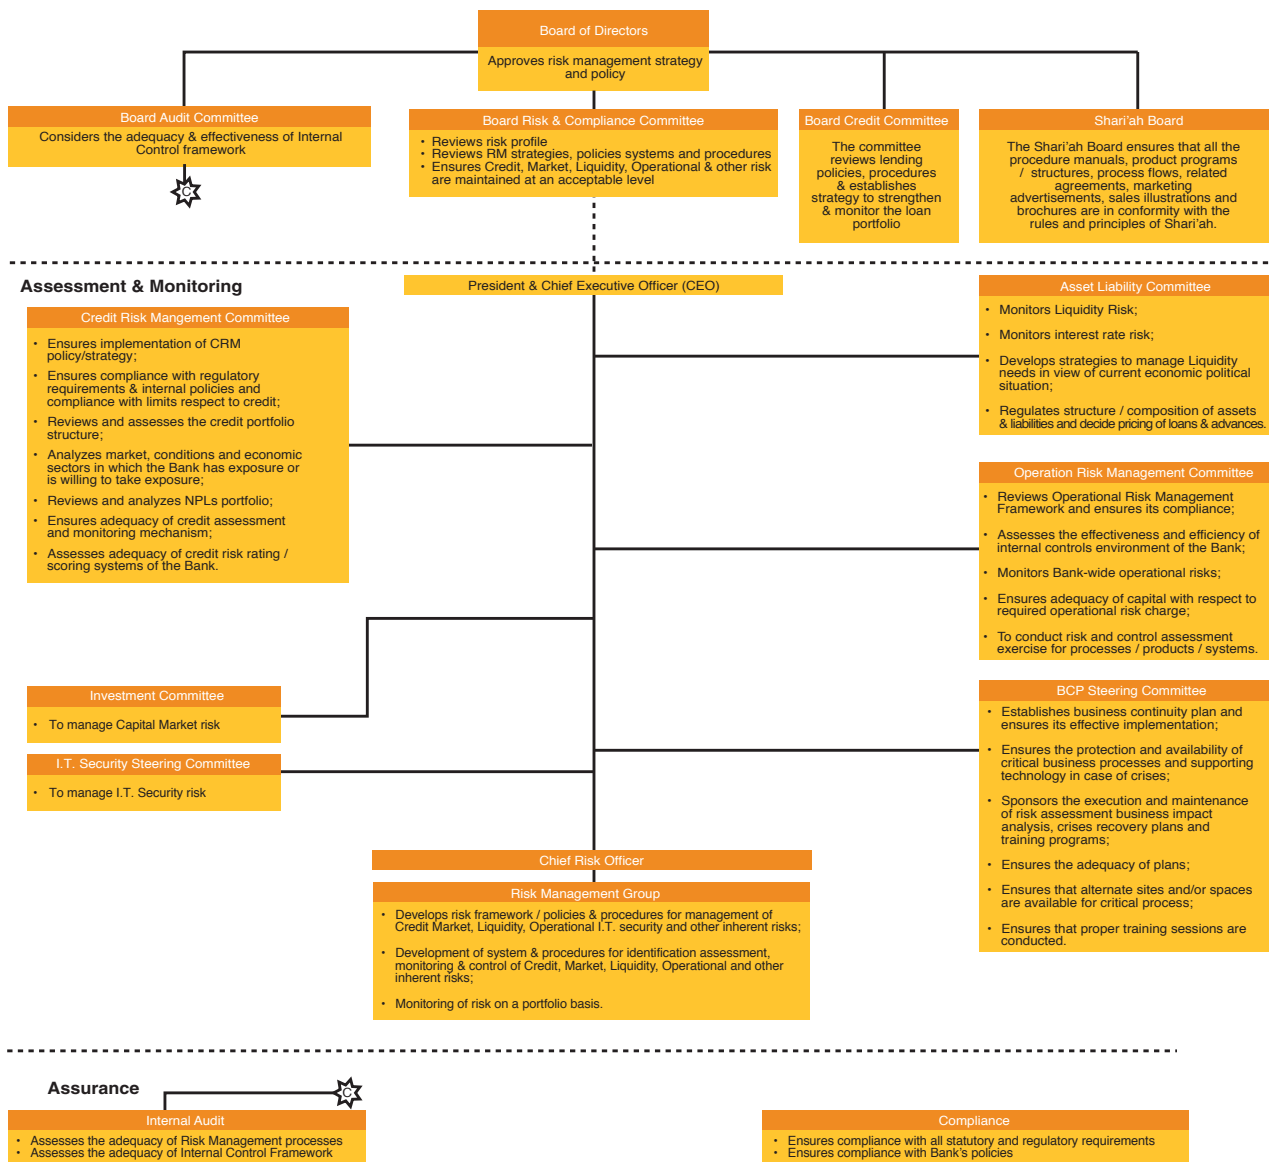 Board of Directors
Approves risk management strategy
and policy
Board Audit Committee
Considers the adequacy & effectiveness of Internal
Control framework
C
Board Risk & Compliance Committee
• Reviews risk profile
• Reviews RM strategies, policies systems and procedures
• Ensures Credit, Market, Liquidity, Operational & other risk
are maintained at an acceptable level
Board Credit Committee
The committee
reviews lending
policies, procedures
& establishes
strategy to strengthen
& monitor the loan
portfolio
Shari'ah Board
The Shari'ah Board ensures that all the
procedure manuals, product programs
/ structures, process flows, related
agreements, marketing
advertisements, sales illustrations and
brochures are in conformity with the
rules and principles of Shari'ah.
Assessment & Monitoring
President & Chief Executive Officer (CEO)
Credit Risk Mangement Committee
• Ensures implementation of CRM
policy/strategy;
• Ensures compliance with regulatory
requirements & internal policies and
compliance with limits respect to credit;
• Reviews and assesses the credit portfolio
structure;
• Analyzes market, conditions and economic
sectors in which the Bank has exposure or
is willing to take exposure;
• Reviews and analyzes NPLs portfolio;
• Ensures adequacy of credit assessment
and monitoring mechanism;
• Assesses adequacy of credit risk rating /
scoring systems of the Bank.
Asset Liability Committee
• Monitors Liquidity Risk;
• Monitors interest rate risk;
• Develops strategies to manage Liquidity
needs in view of current economic political
situation;
• Regulates structure / composition of assets
& liabilities and decide pricing of loans & advances.
Operation Risk Management Committee
• Reviews Operational Risk Management
Framework and ensures its compliance;
• Assesses the effectiveness and efficiency of
internal controls environment of the Bank;
• Monitors Bank-wide operational risks;
• Ensures adequacy of capital with respect to
required operational risk charge;
• To conduct risk and control assessment
exercise for processes / products / systems.
Investment Committee
• To manage Capital Market risk
I.T. Security Steering Committee
• To manage I.T. Security risk
BCP Steering Committee
• Establishes business continuity plan and
ensures its effective implementation;
• Ensures the protection and availability of
critical business processes and supporting
technology in case of crises;
• Sponsors the execution and maintenance
of risk assessment business impact
analysis, crises recovery plans and
training programs;
• Ensures the adequacy of plans;
• Ensures that alternate sites and/or spaces
are available for critical process;
• Ensures that proper training sessions are
conducted.
Chief Risk Officer
Risk Management Group
• Develops risk framework / policies & procedures for management of
Credit Market, Liquidity, Operational I.T. security and other inherent risks;
• Development of system & procedures for identification assessment,
monitoring & control of Credit, Market, Liquidity, Operational and other
inherent risks;
• Monitoring of risk on a portfolio basis.
Assurance
C
Internal Audit
• Assesses the adequacy of Risk Management processes
• Assesses the adequacy of Internal Control Framework
Compliance
• Ensures compliance with all statutory and regulatory requirements
• Ensures compliance with Bank's policies